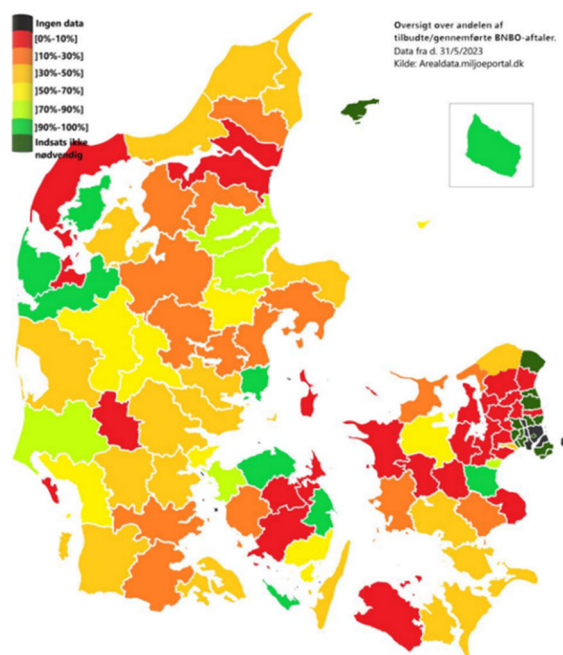 Ingen data
[0%-10%]
]10%-30%]
]30%-50%]
]50%-70%]
]70%-90%]
]90%-100%]
Indsats ikke
nødvendig
Oversigt over andelen af
tilbudte/gennemførte BNBO-aftaler.
Data fra d. 31/5/2023
Kilde: Arealdata.miljoeportal.dk